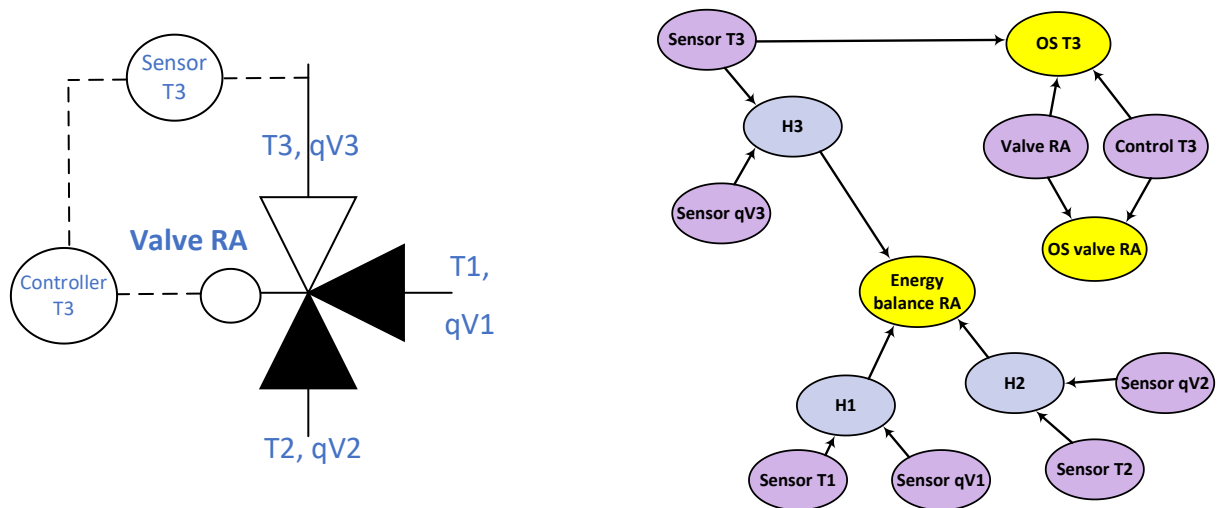 Sensor
T3
T3, qV3
Valve RA
Controller
T3
T1,
qV1
T2, qV2
Sensor T3
OS T3
H3
Valve RA
Control T3
Sensor qV3
OS valve RA
Energy
balance RA
H1
H2
Sensor qV2
Sensor T1
Sensor qV1
Sensor T2